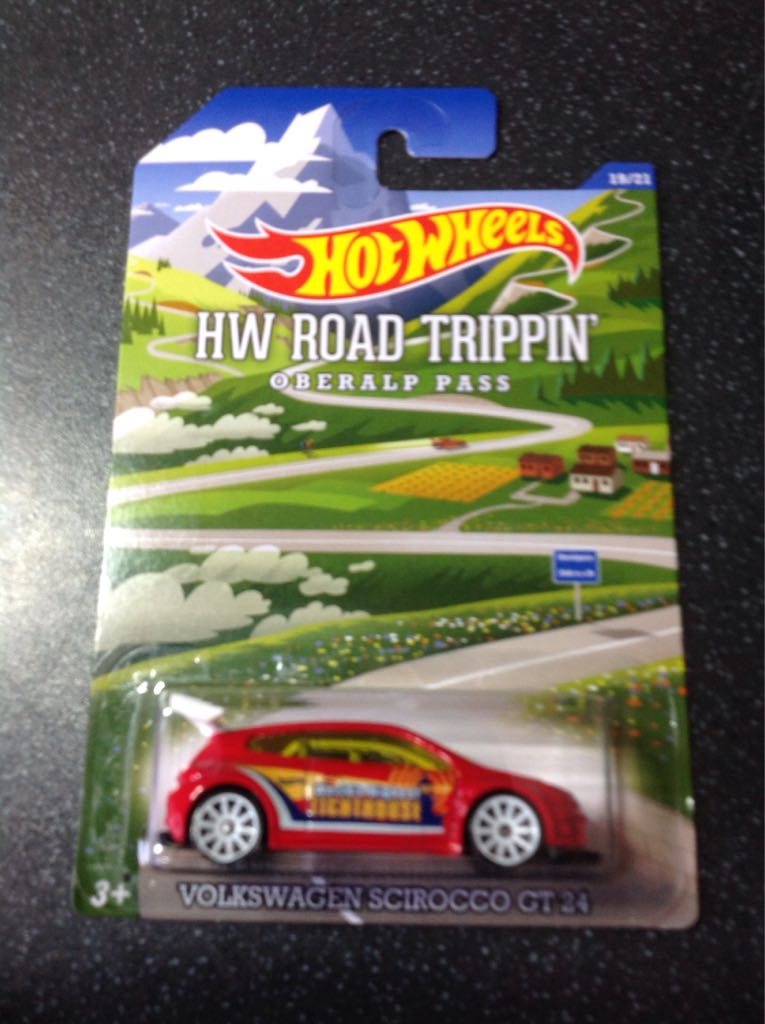 19/21
HOT WHEELS
HW ROAD TRIPPIN'
OBERALP PASS
LIGHTHOUSE
3+
VOLKSWAGEN SCIROCCO GT 24